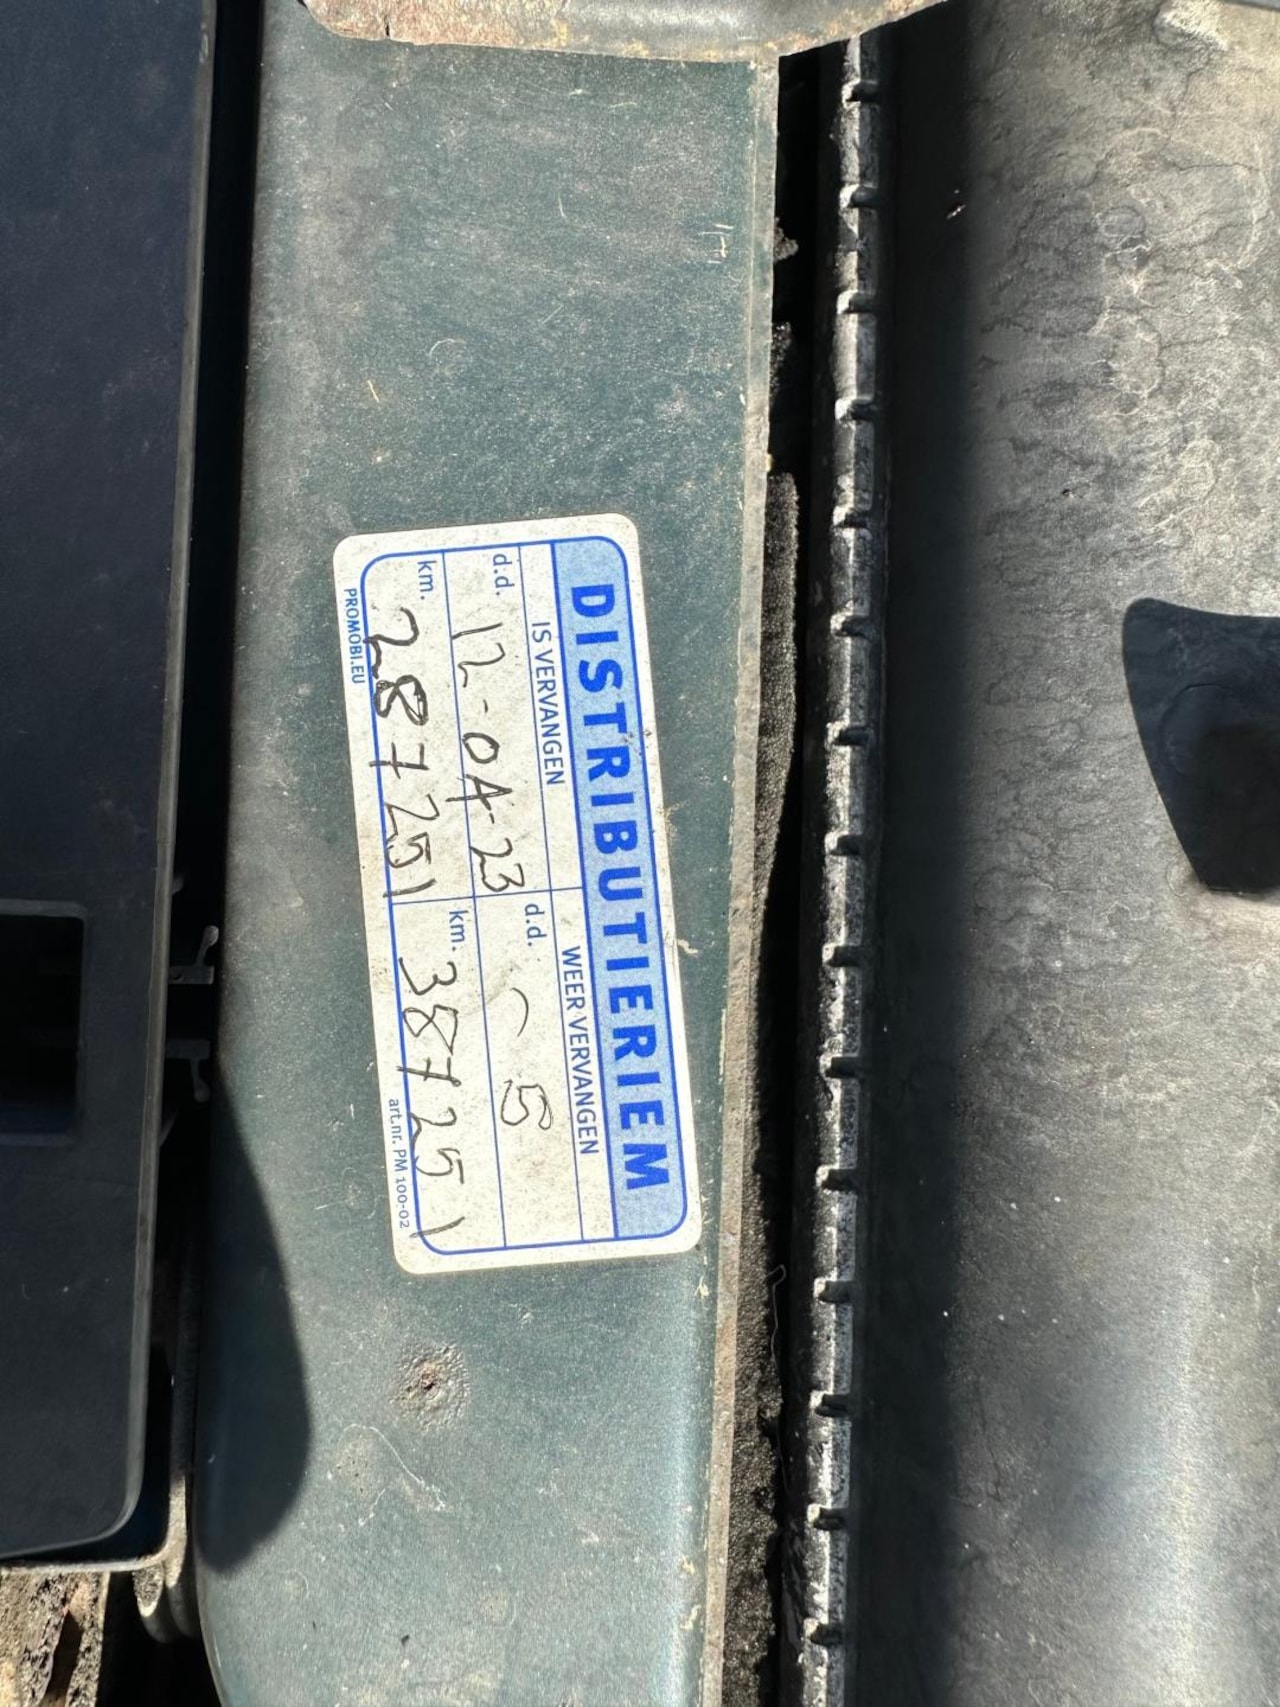 DISTRIBUTIERIEM
IS VERVANGEN
WEER VERVANGEN
d.d. 12-04-23
d.d.
km. 287251
km. 387251
PROMOBI.EU
art.nr. PM 100-02